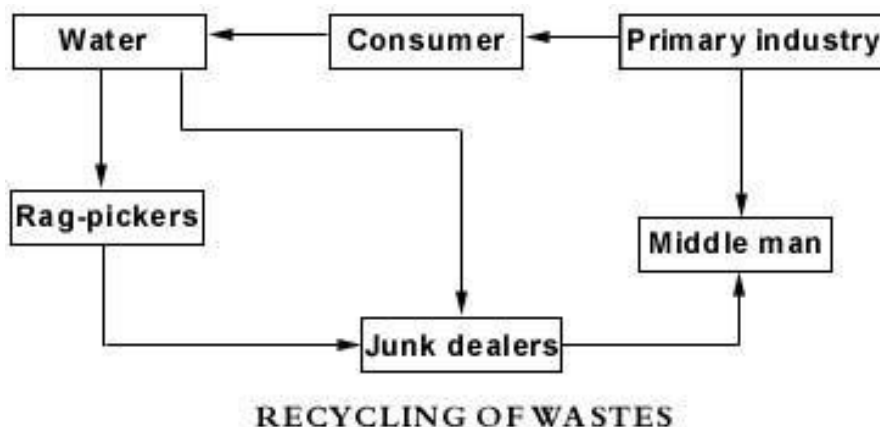 Water
Consumer
Primary industry
Rag-pickers
Middle man
Junk dealers
RECYCLING OF WASTES